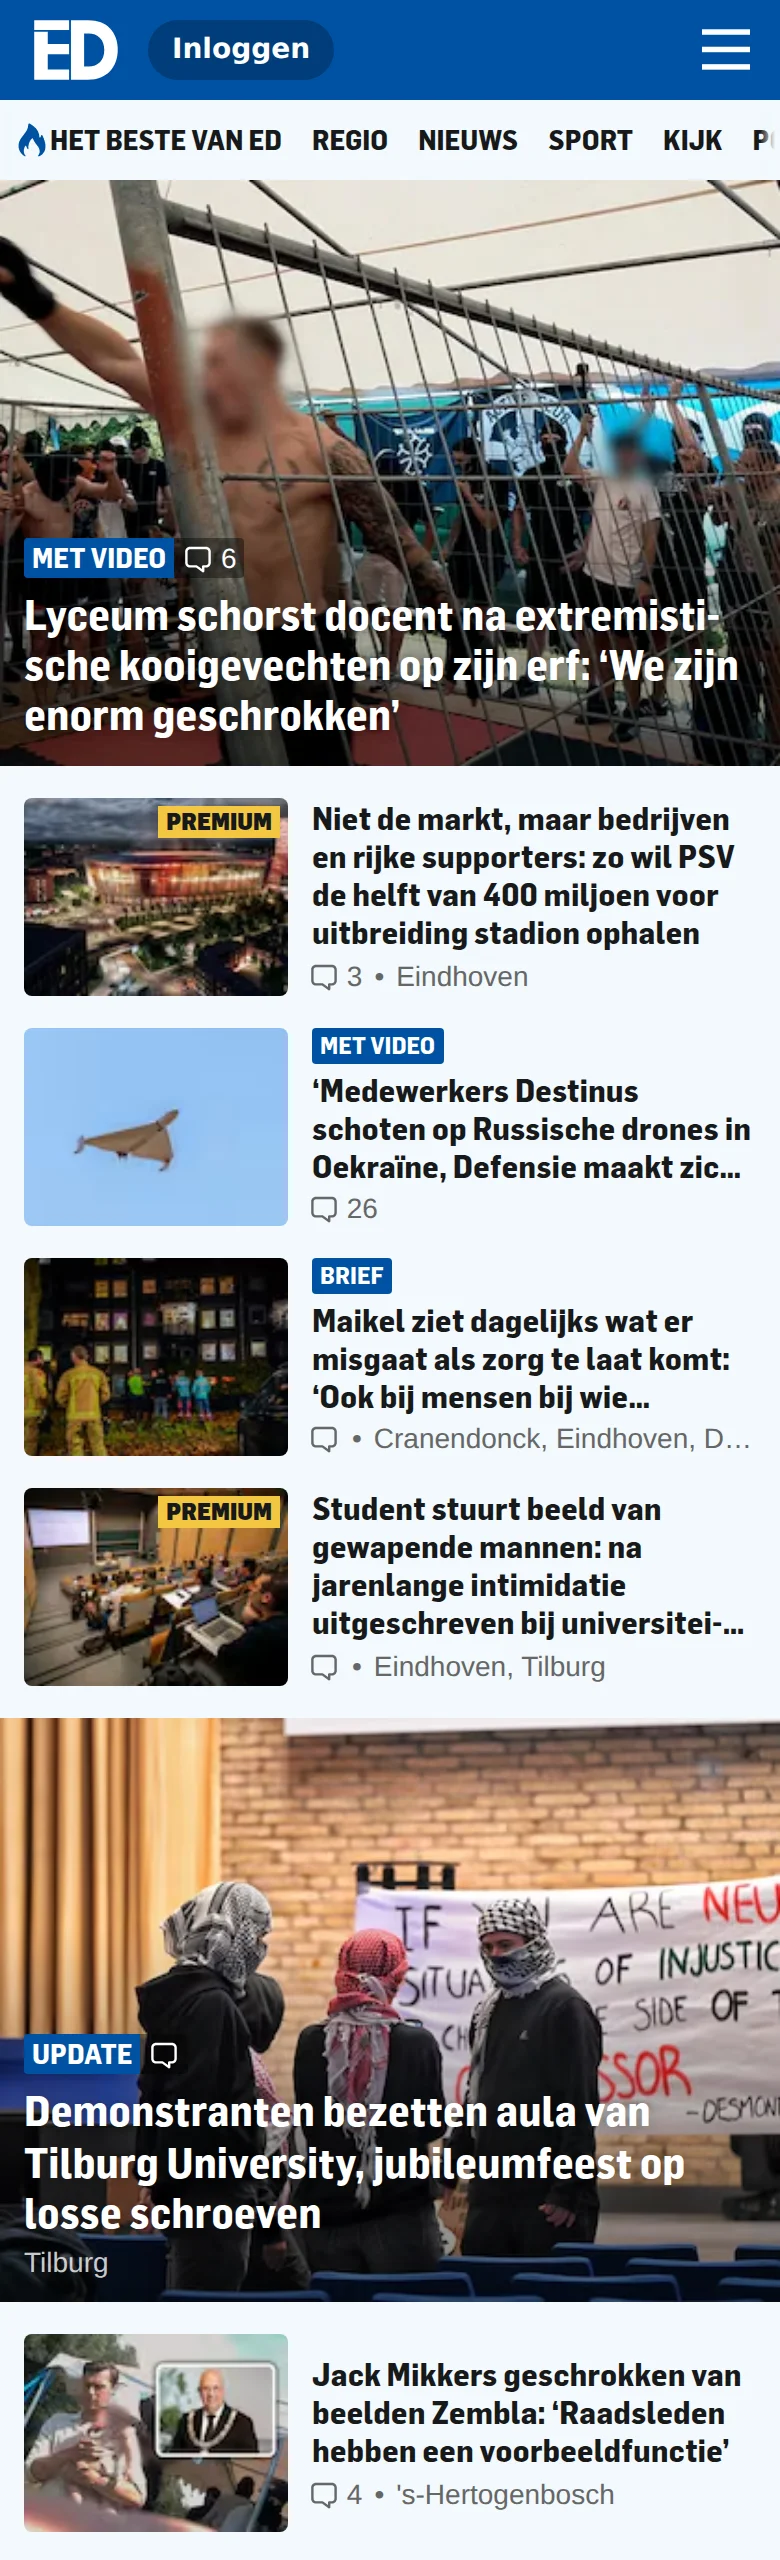 ED
Inloggen
HET BESTE VAN ED REGIO NIEUWS SPORT KIJK
MET VIDEO 6
Lyceum schorst docent na extremisti-
sche kooigevechten op zijn erf: ‘We zijn
enorm geschrokken’
PREMIUM
Niet de markt, maar bedrijven
en rijke supporters: zo wil PSV
de helft van 400 miljoen voor
uitbreiding stadion ophalen
3 • Eindhoven
MET VIDEO
‘Medewerkers Destinus
schoten op Russische drones in
Oekraïne, Defensie maakt zic...
26
BRIEF
Maikel ziet dagelijks wat er
misgaat als zorg te laat komt:
‘Ook bij mensen bij wie...
• Cranendonck, Eindhoven, D...
PREMIUM
Student stuurt beeld van
gewapende mannen: na
jarenlange intimidatie
uitgeschreven bij universitei-...
• Eindhoven, Tilburg
IF YOU ARE NEU
SITUA OF INJUSTIC
SIDE OF
SSOR
-DESMON
UPDATE
Demonstranten bezetten aula van
Tilburg University, jubileumfeest op
losse schroeven
Tilburg
Jack Mikkers geschrokken van
beelden Zembla: ‘Raadsleden
hebben een voorbeeldfunctie’
4 • 's-Hertogenbosch